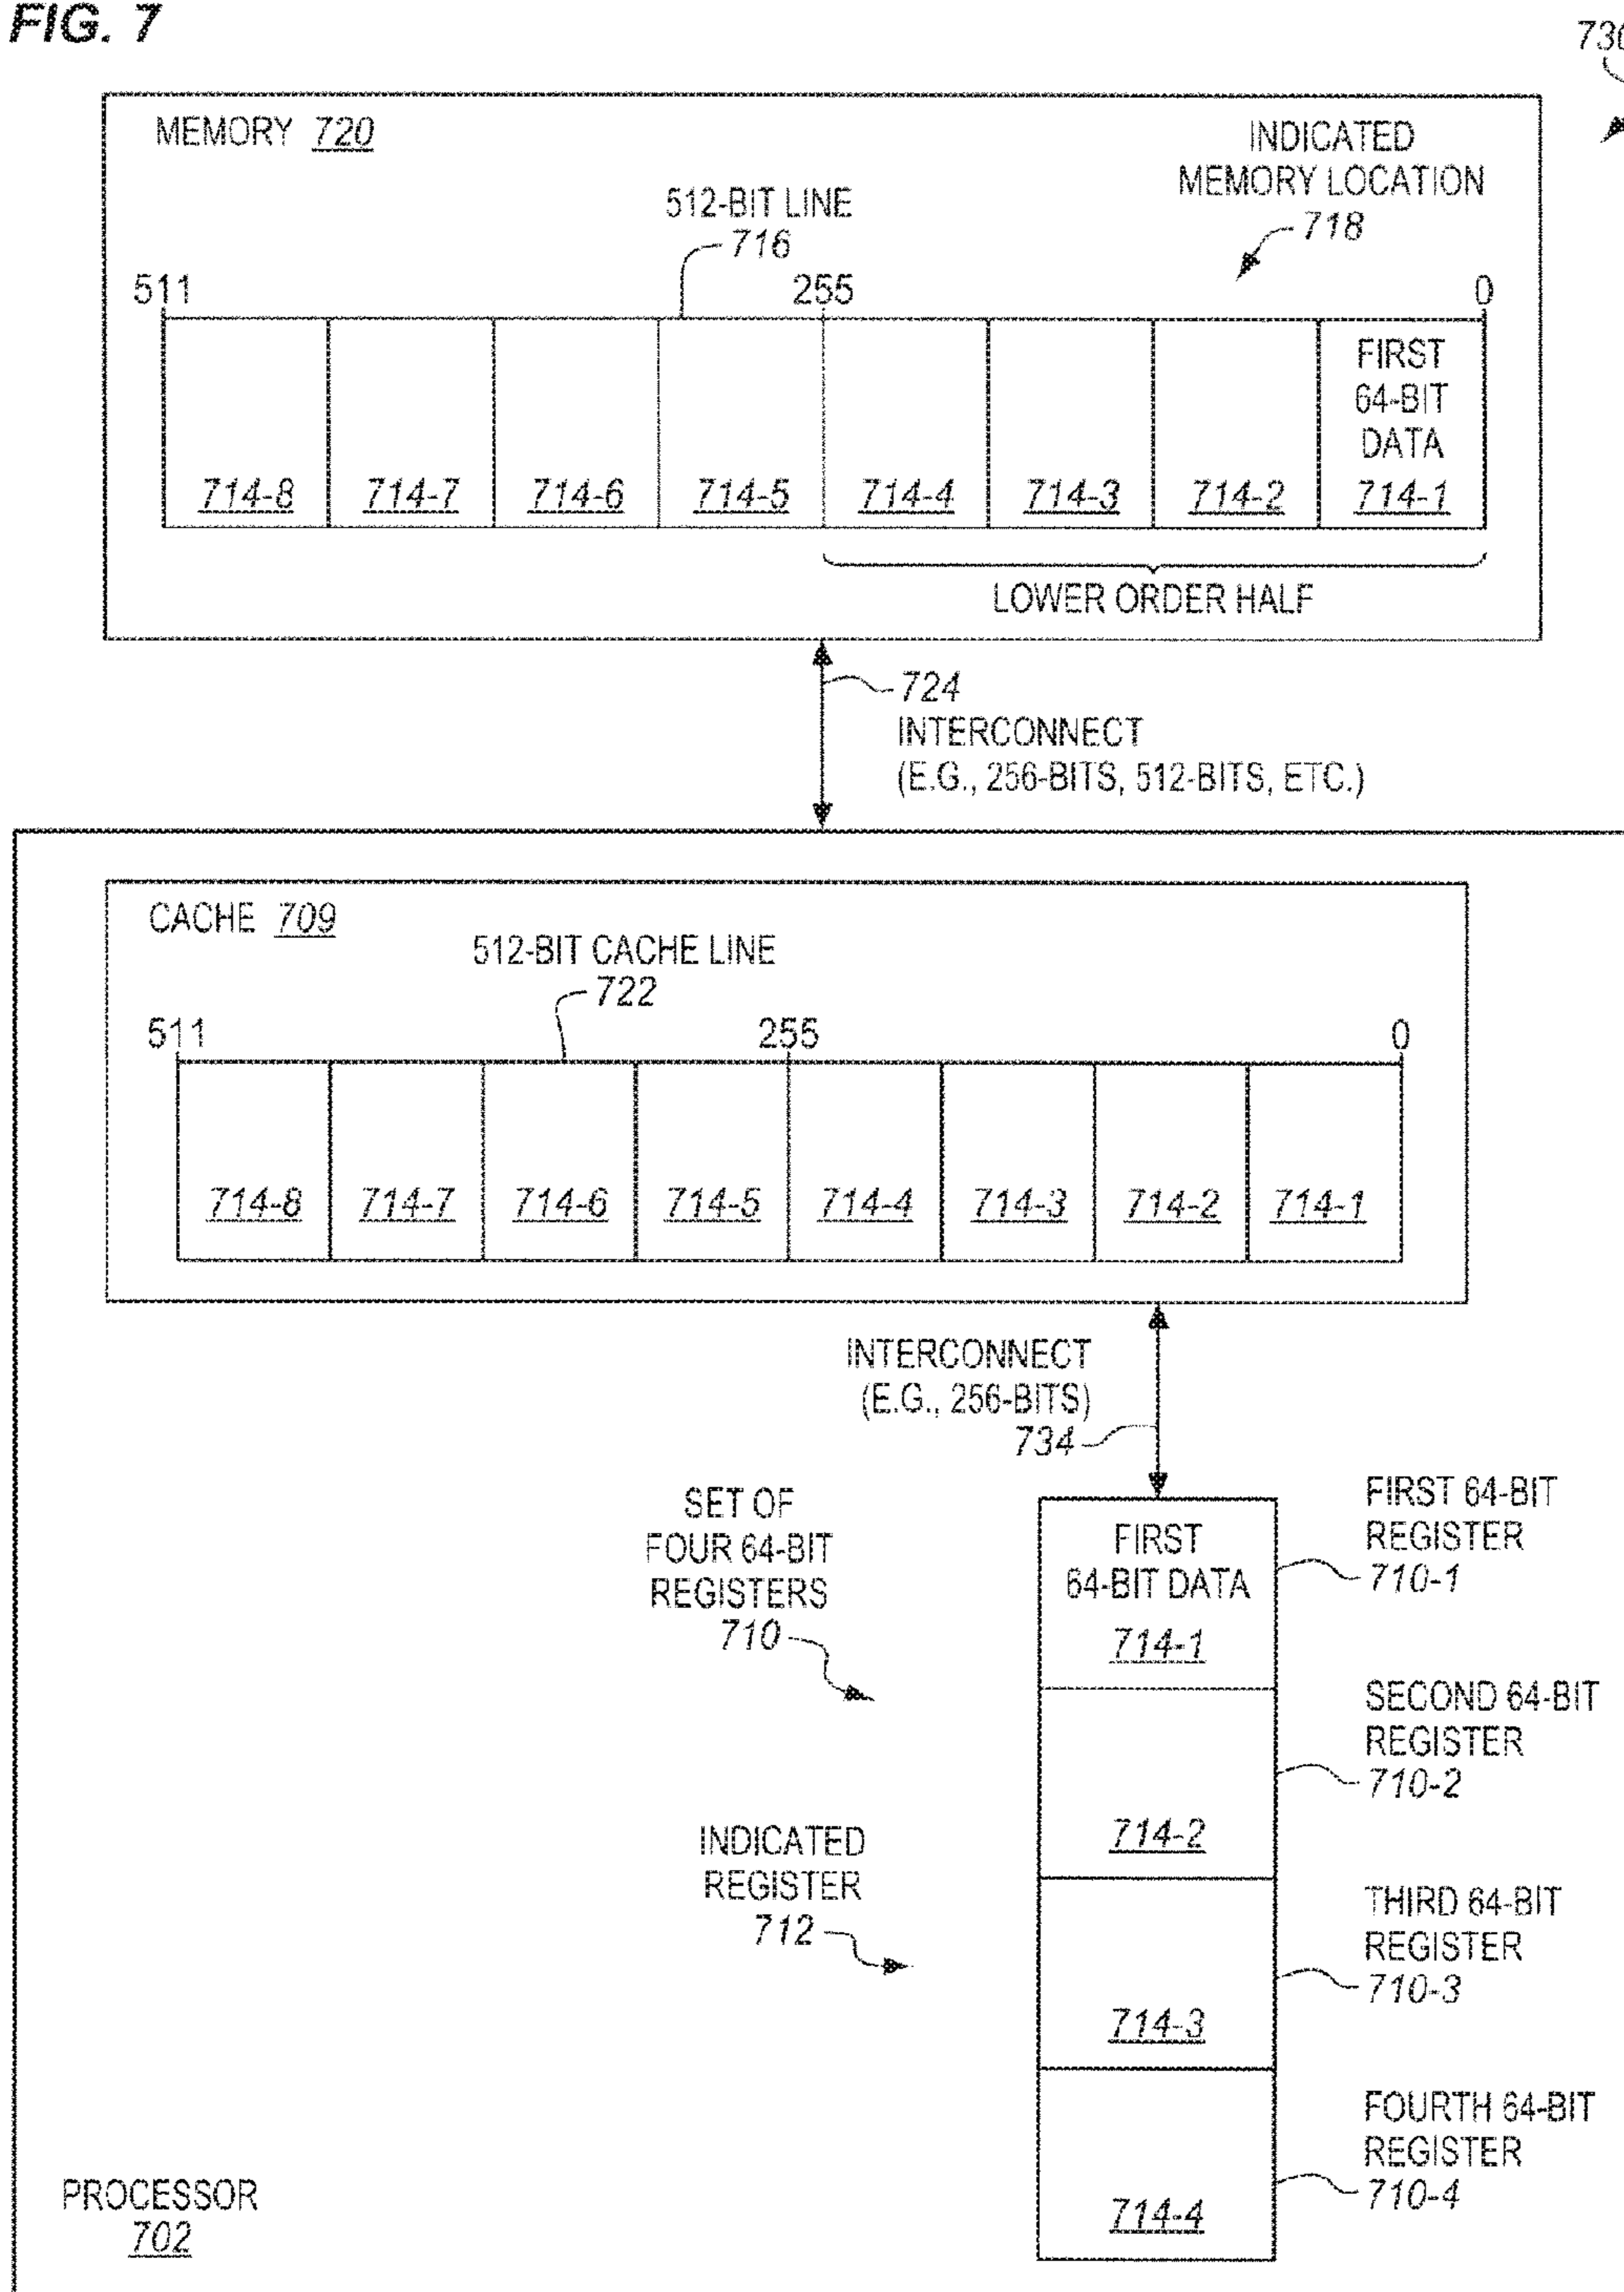 FIG. 7
MEMORY 720
INDICATED
MEMORY LOCATION
718
512-BIT LINE
716
511 255 0
FIRST
64-BIT
DATA
714-8 714-7 714-6 714-5 714-4 714-3 714-2 714-1
LOWER ORDER HALF
724
INTERCONNECT
(E.G., 256-BITS, 512-BITS, ETC.)
CACHE 709
512-BIT CACHE LINE
722
511 255 0
714-8 714-7 714-6 714-5 714-4 714-3 714-2 714-1
INTERCONNECT
(E.G., 256-BITS)
734
SET OF
FOUR 64-BIT
REGISTERS
710
FIRST
64-BIT DATA
714-1
FIRST 64-BIT
REGISTER
710-1
714-2
SECOND 64-BIT
REGISTER
710-2
INDICATED
REGISTER
712
714-3
THIRD 64-BIT
REGISTER
710-3
714-4
FOURTH 64-BIT
REGISTER
710-4
PROCESSOR
702